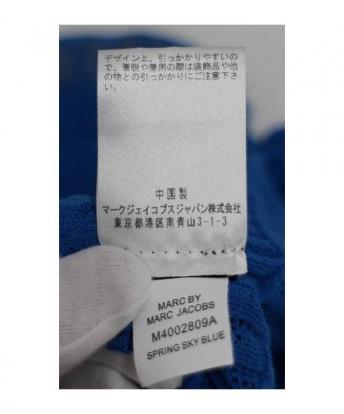 デザイン上、引っかかりやすいの
で、着脱や着用の際は装飾品や他
の物との引っかかりにご注意下さい
中国製
マークジェイコブスジャパン株式会社
東京都港区南青山3-1-3
MARC BY
MARC JACOBS
M4002809A
SPRING SKY BLUE